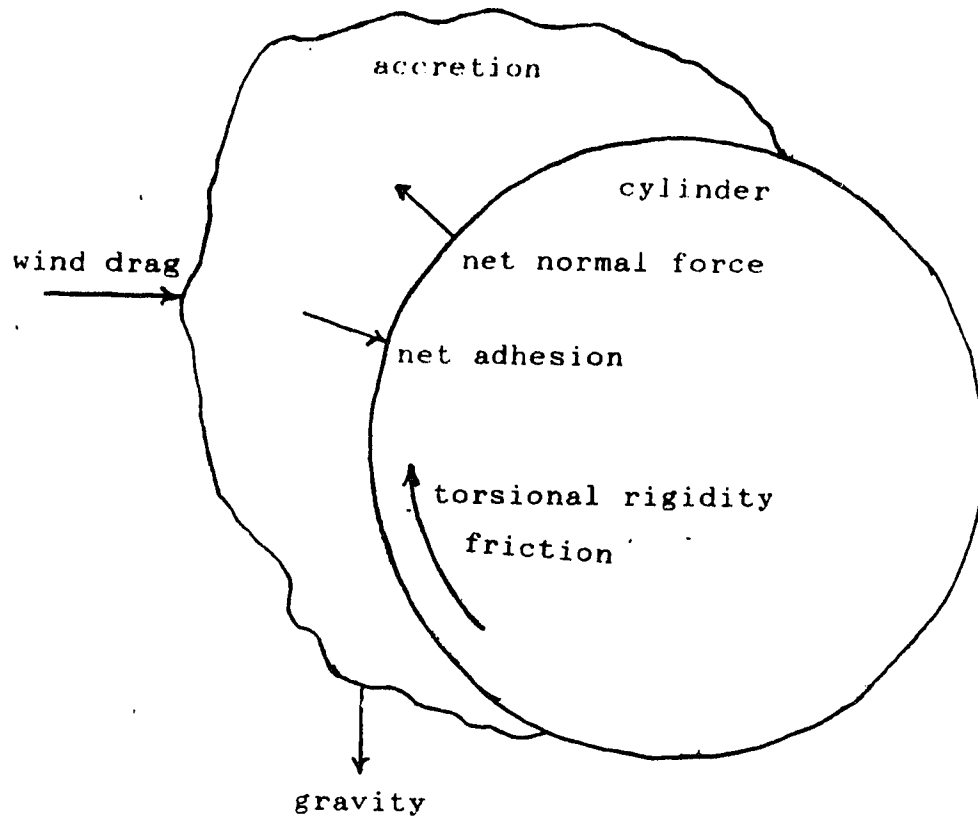 accretion
cylinder
wind drag
net normal force
net adhesion
torsional rigidity
friction
gravity